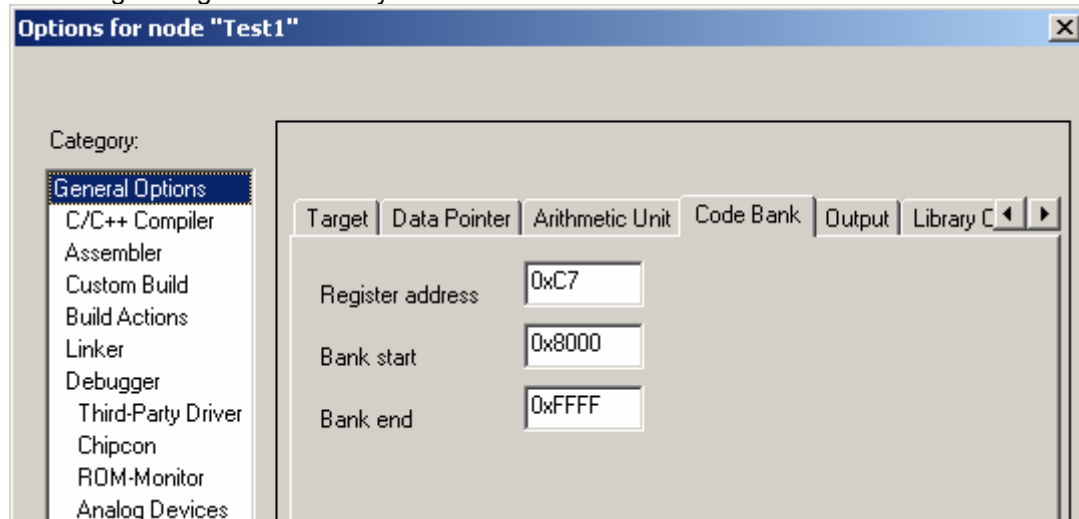 Options for node "Test1"
Category:
General Options
C/C++ Compiler
Assembler
Custom Build
Build Actions
Linker
Debugger
Third-Party Driver
Chipcon
ROM-Monitor
Analog Devices
Target Data Pointer Arithmetic Unit Code Bank Output Library
Register address 0xC7
Bank start 0x8000
Bank end 0xFFFF